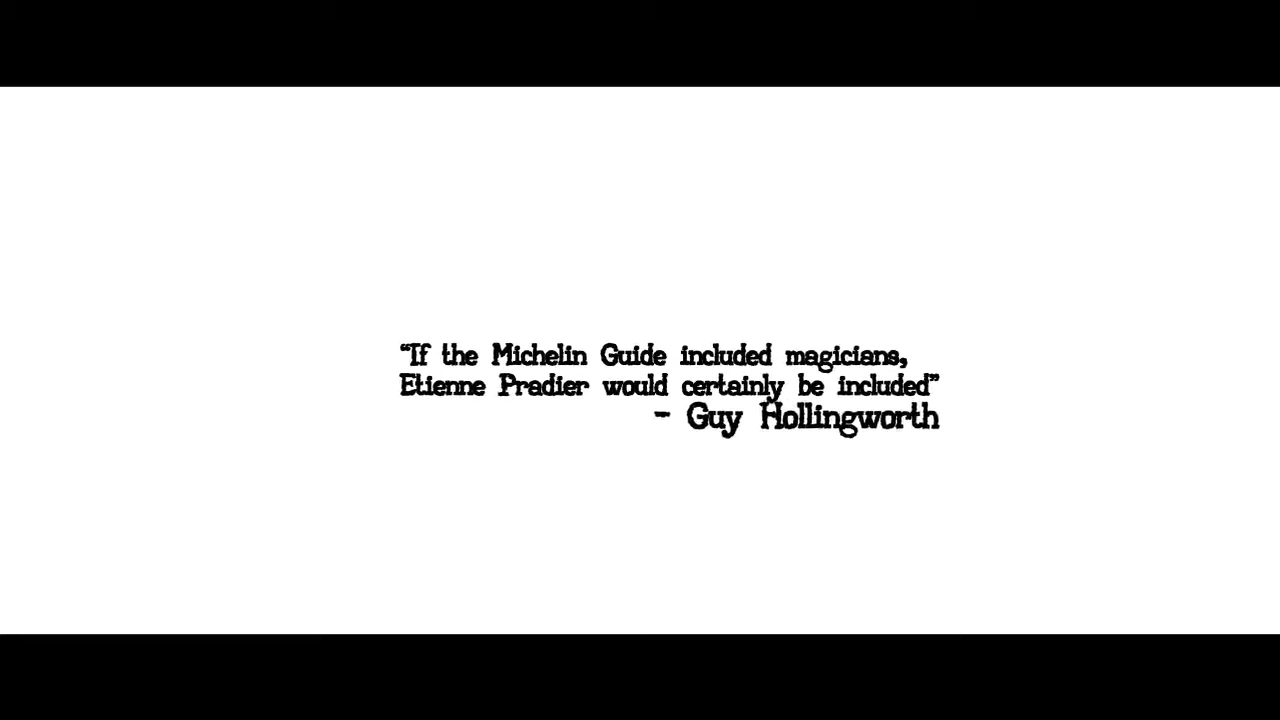 “If the Michelin Guide included magicians,
Etienne Pradier would certainly be included”
- Guy Hollingworth